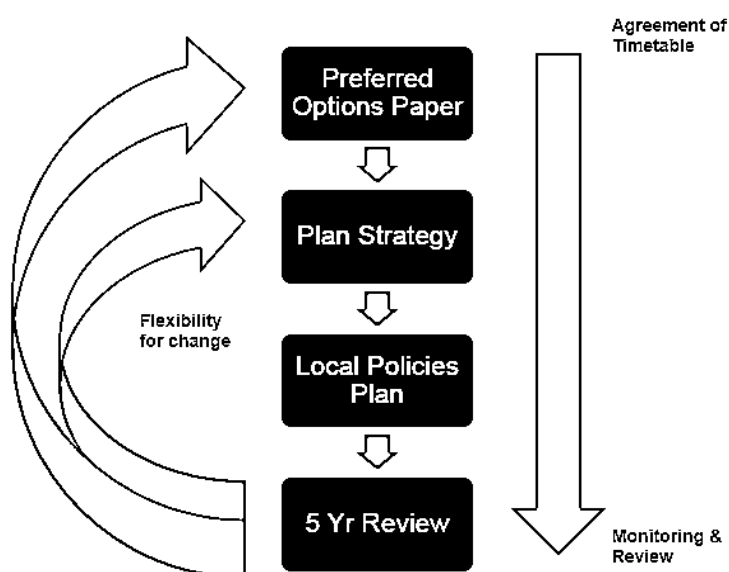 Agreement of
Timetable
Preferred
Options Paper
Plan Strategy
Flexibility
for change
Local Policies
Plan
5 Yr Review
Monitoring &
Review